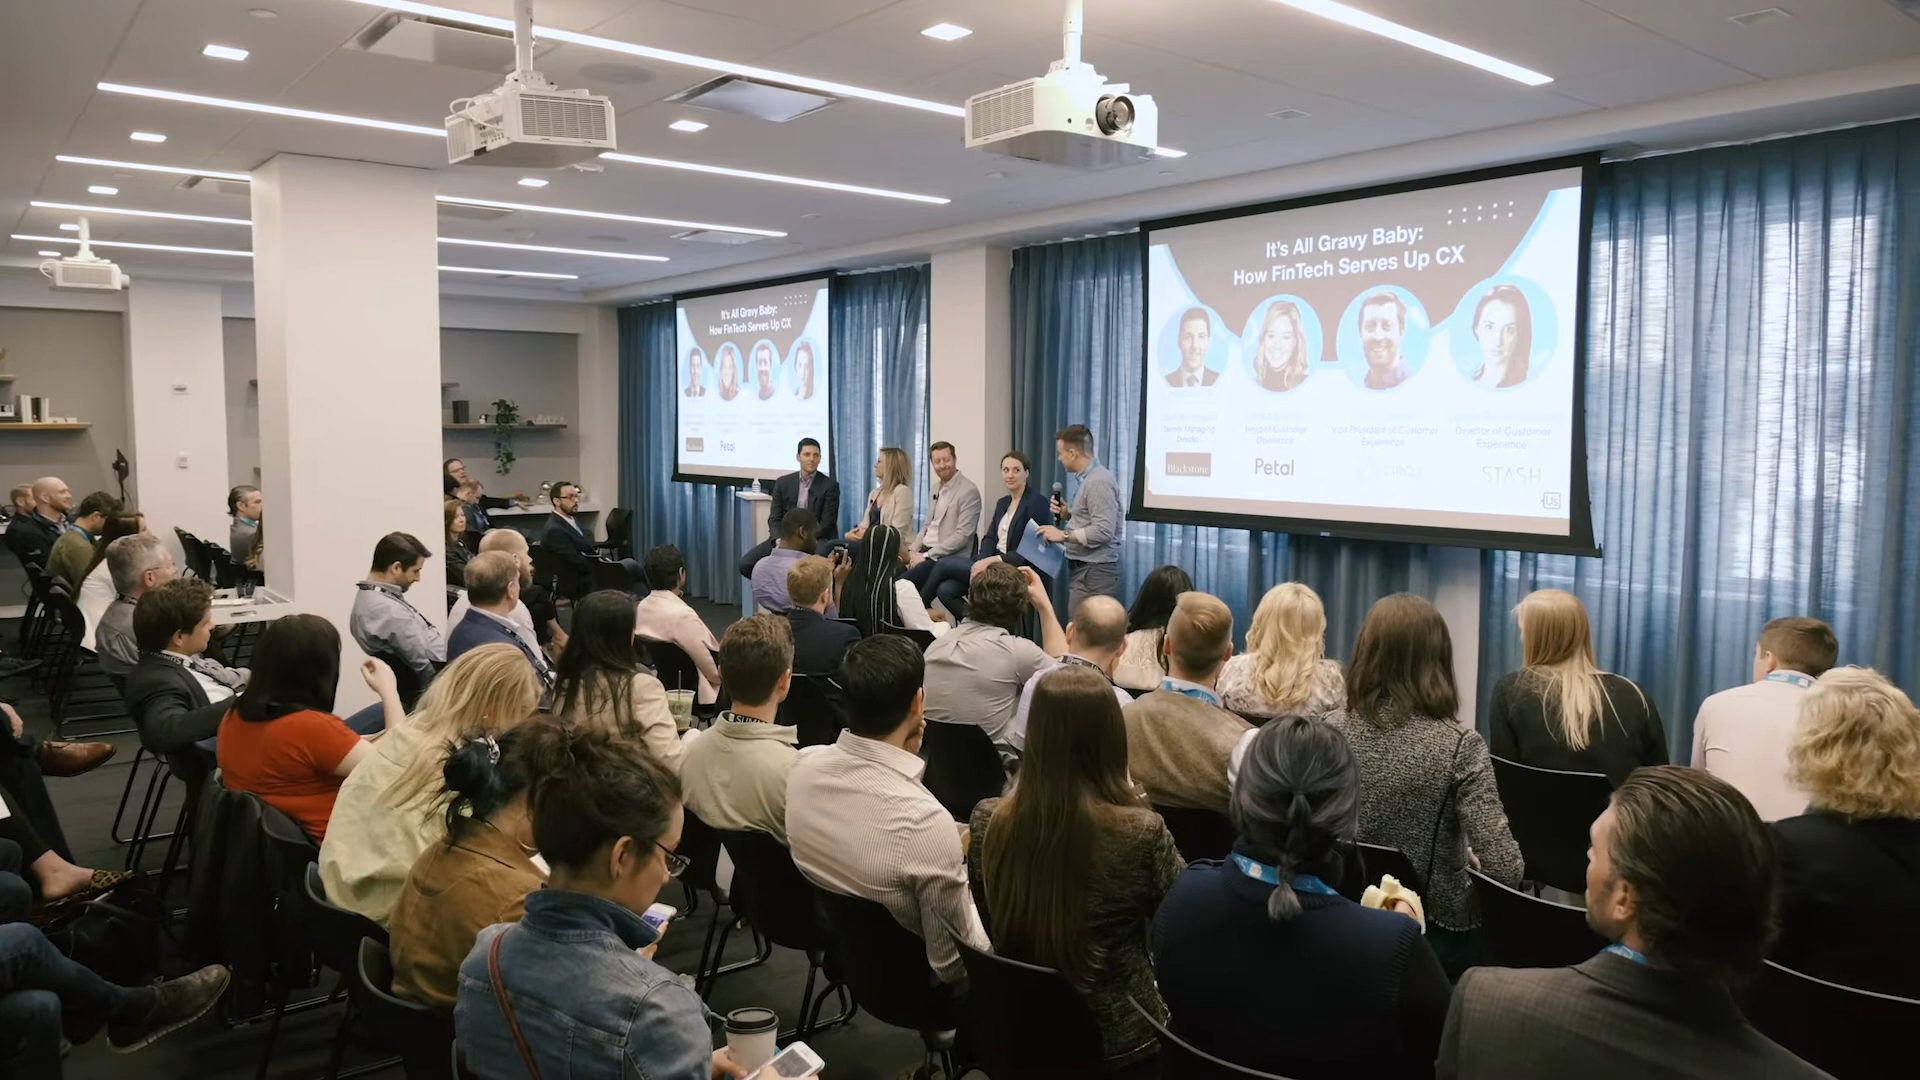 It's All Gravy Baby:
How FinTech Serves Up CX
Petal
It's All Gravy Baby:
How FinTech Serves Up CX
Senior Managing
Head of Customer
Operations
Vice President of Customer
Experience
Director of Customer
Experience
Blackstone
Petal
STASH
Us